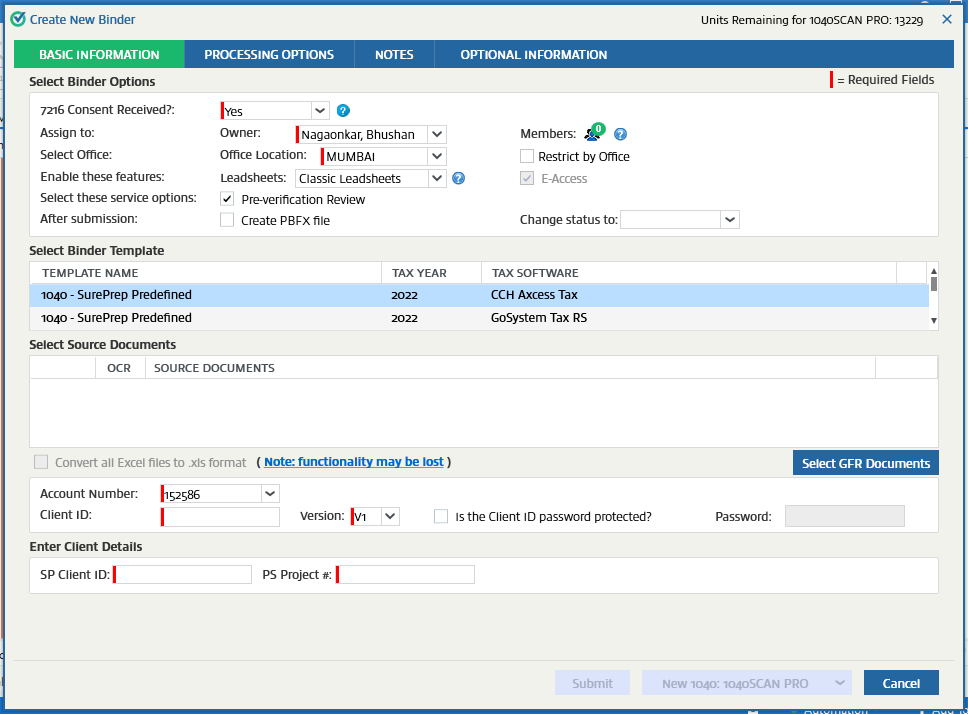 Create New Binder Units Remaining for 1040SCAN PRO: 13229
BASIC INFORMATION PROCESSING OPTIONS NOTES OPTIONAL INFORMATION
Select Binder Options = Required Fields
7216 Consent Received?: Yes ?
Assign to: Owner: Nagaonkar, Bhushan Members: 0 ?
Select Office: Office Location: MUMBAI Restrict by Office
Enable these features: Leadsheets: Classic Leadsheets ? E-Access
Select these service options: Pre-verification Review
After submission: Create PBFX file Change status to:
Select Binder Template
TEMPLATE NAME TAX YEAR TAX SOFTWARE
1040 - SurePrep Predefined 2022 CCH Axcess Tax
1040 - SurePrep Predefined 2022 GoSystem Tax RS
Select Source Documents
OCR SOURCE DOCUMENTS
Convert all Excel files to .xls format ( Note: functionality may be lost )
Select GFR Documents
Account Number: 152586
Client ID: Version: V1 Is the Client ID password protected? Password:
Enter Client Details
SP Client ID: PS Project #:
Submit New 1040: 1040SCAN PRO Cancel